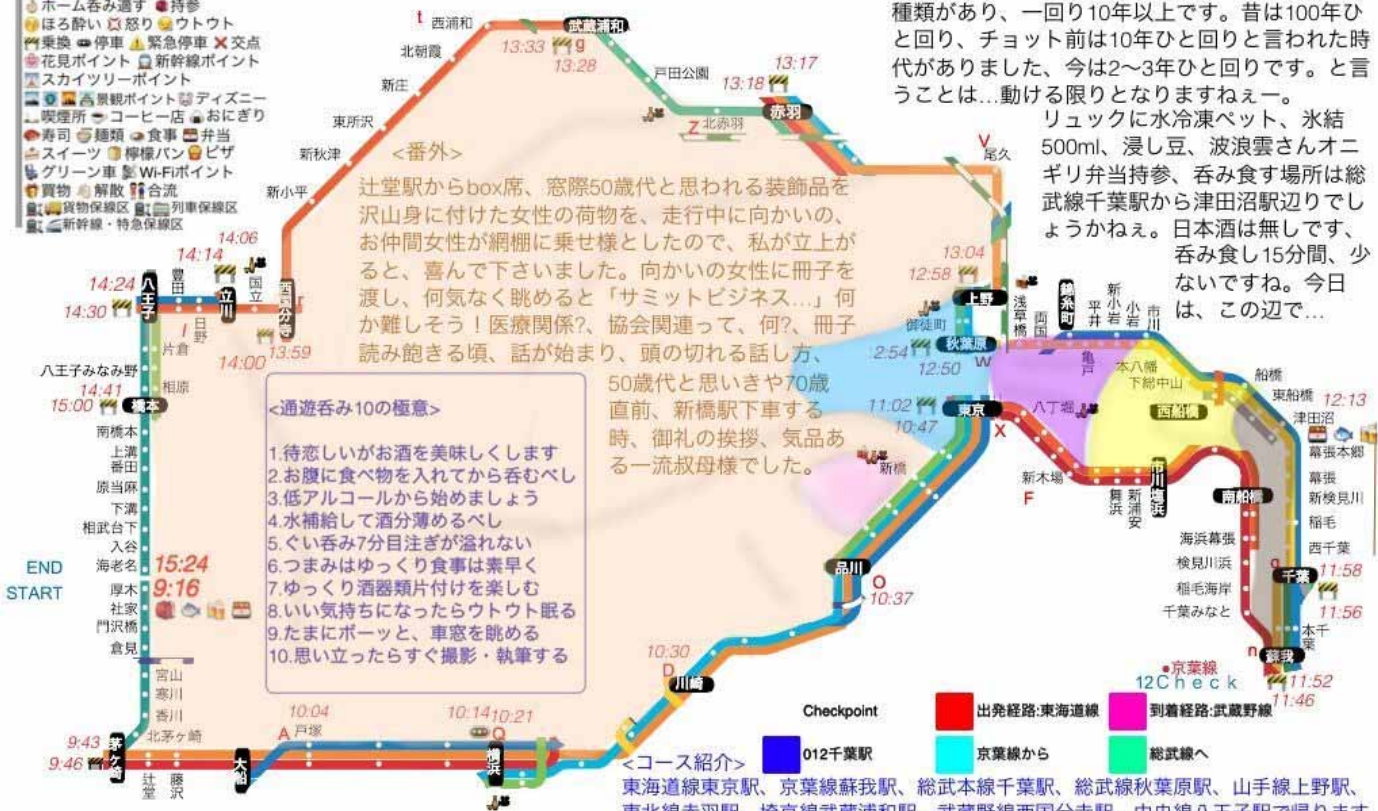 ホーム呑み過す 持参
ほろ酔い 怒り ウトウト
乗換 停車 緊急停車 交点
花見ポイント 新幹線ポイント
スカイツリーポイント
景観ポイント ディズニー
喫煙所 コーヒー店 おにぎり
寿司 麺類 食事 弁当
スイーツ 檸檬パン ピザ
グリーン車 Wi-Fiポイント
買物 解散 合流
貨物保線区 列車保線区
新幹線・特急保線区
種類があり、一回り10年以上です。昔は100年ひ
と回り、チョット前は10年ひと回りと言われた時
代がありました、今は2〜3年ひと回りです。と言
うことは…動ける限りとなりますねぇー。
リュックに水冷凍ペット、氷結
500ml、浸し豆、波浪雲さんオニ
ギリ弁当持参、呑み食す場所は総
武線千葉駅から津田沼駅辺りでし
ょうかねぇ。日本酒は無しです、
呑み食し15分間、少
ないですね。今日
は、この辺で…
t 西浦和
武蔵浦和
13:33
g
13:28
北朝霞
新庄
東所沢
新秋津
新小平
戸田公園
13:17
13:18
Z 北赤羽
赤羽
V
尾久
<番外>
辻堂駅からbox席、窓際50歳代と思われる装飾品を
沢山身に付けた女性の荷物を、走行中に向かいの、
お仲間女性が網棚に乗せ様としたので、私が立上が
ると、喜んで下さいました。向かいの女性に冊子を
渡し、何気なく眺めると「サミットビジネス…」何
か難しそう！医療関係?、協会関連って、何?、冊子
読み飽きる頃、話が始まり、頭の切れる話し方、
50歳代と思いきや70歳
直前、新橋駅下車する
時、御礼の挨拶、気品あ
る一流叔母様でした。
14:06
14:14
14:24
14:30
八王子
豊田
日野
立川
国立
西国分寺
14:00
13:59
片倉
八王子みなみ野
14:41
相原
15:00
橋本
南橋本
上溝
番田
原当麻
下溝
相武台下
入谷
END
海老名
15:24
START
厚木
9:16
社家
門沢橋
倉見
宮山
寒川
香川
北茅ヶ崎
9:43
9:46
茅ヶ崎
辻堂
藤沢
大船
A
10:04
戸塚
10:14
10:21
Q
横浜
<通遊呑み10の極意>
1.待恋しいがお酒を美味しくします
2.お腹に食べ物を入れてから呑むべし
3.低アルコールから始めましょう
4.水補給して酒分薄めるべし
5.ぐい呑み7分目注ぎが溢れない
6.つまみはゆっくり食事は素早く
7.ゆっくり酒器類片付けを楽しむ
8.いい気持ちになったらウトウト眠る
9.たまにボーッと、車窓を眺める
10.思い立ったらすぐ撮影・執筆する
13:04
12:58
上野
御徒町
2:54
秋葉原
W
12:50
11:02
東京
10:47
X
新橋
品川
O
10:37
10:30
D
川崎
浅草橋
両国
錦糸町
亀戸
平井
新小岩
小岩
市川
本八幡
下総中山
西船橋
船橋
東船橋
津田沼
12:13
幕張本郷
幕張
新検見川
稲毛
西千葉
八丁堀
新木場
F
舞浜
新浦安
市川塩浜
南船橋
海浜幕張
検見川浜
稲毛海岸
千葉みなと
q
千葉
11:58
11:56
本千葉
n
蘇我
11:52
11:46
●京葉線
12Check
Checkpoint
出発経路:東海道線
到着経路:武蔵野線
012千葉駅
京葉線から
総武線へ
<コース紹介>
東海道線東京駅、京葉線蘇我駅、総武本線千葉駅、総武線秋葉原駅、山手線上野駅、
東北線赤羽駅、埼京線武蔵浦和駅、武蔵野線西国分寺駅、中央線八王子駅で帰ります